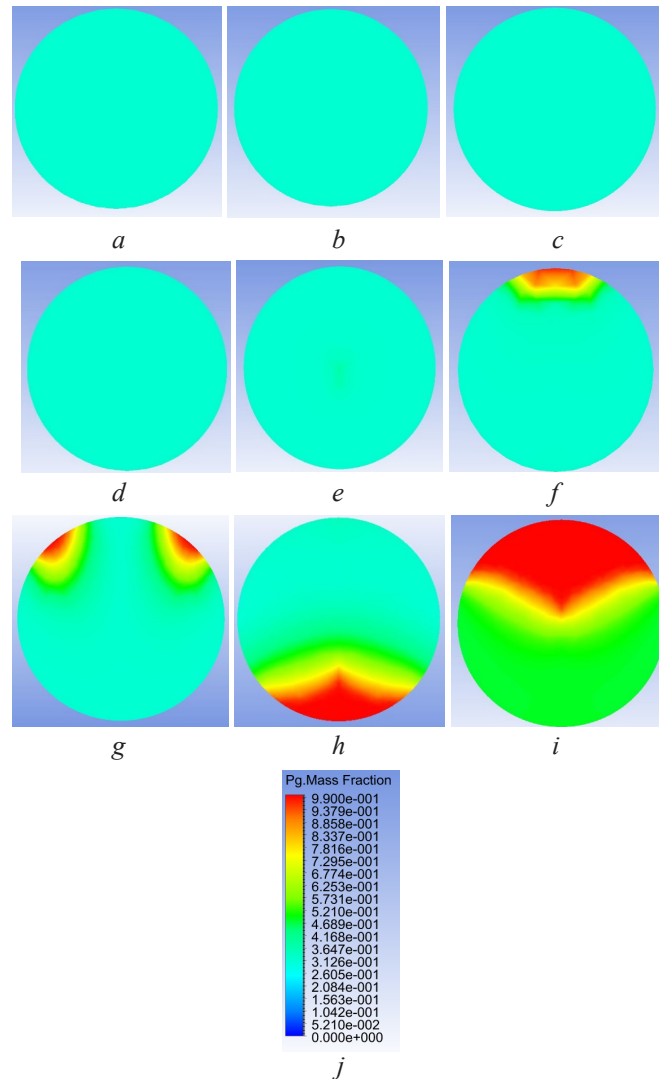 a b c
d e f
g h i
Pg.Mass Fraction
9.900e-001
9.379e-001
8.858e-001
8.337e-001
7.816e-001
7.295e-001
6.774e-001
6.253e-001
5.731e-001
5.210e-001
4.689e-001
4.168e-001
3.647e-001
3.126e-001
2.605e-001
2.084e-001
1.563e-001
1.042e-001
5.210e-002
0.000e+000
j